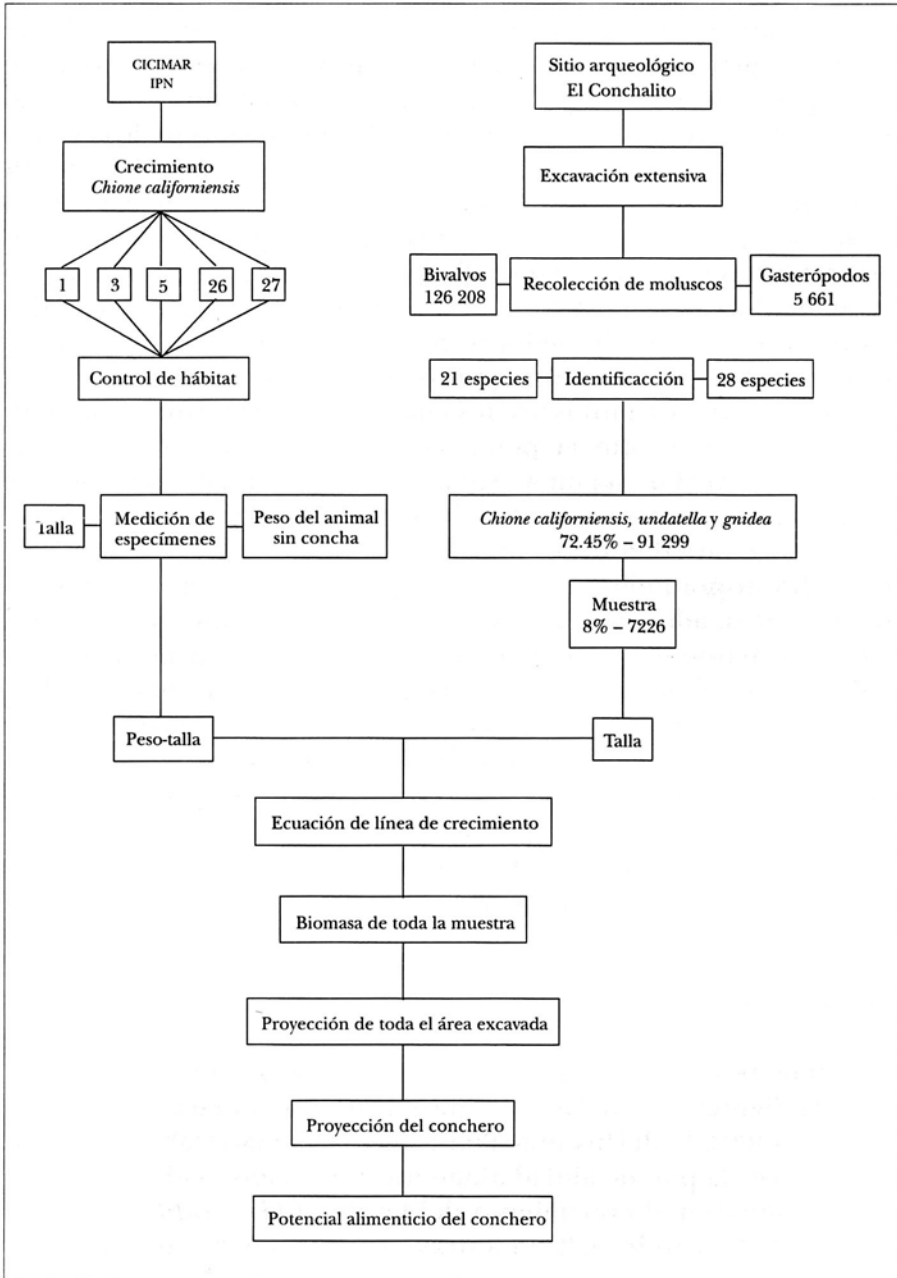 CICIMAR
IPN
Crecimiento
Chione californiensis
1
3
5
26
27
Control de hábitat
Talla
Medición de
especímenes
Peso del animal
sin concha
Peso-talla
Sitio arqueológico
El Conchalito
Excavación extensiva
Bivalvos
126 208
Recolección de moluscos
Gasterópodos
5 661
21 especies
Identificacción
28 especies
Chione californiensis, undatella y gnidea
72.45% – 91 299
Muestra
8% – 7226
Talla
Ecuación de línea de crecimiento
Biomasa de toda la muestra
Proyección de toda el área excavada
Proyección del conchero
Potencial alimenticio del conchero